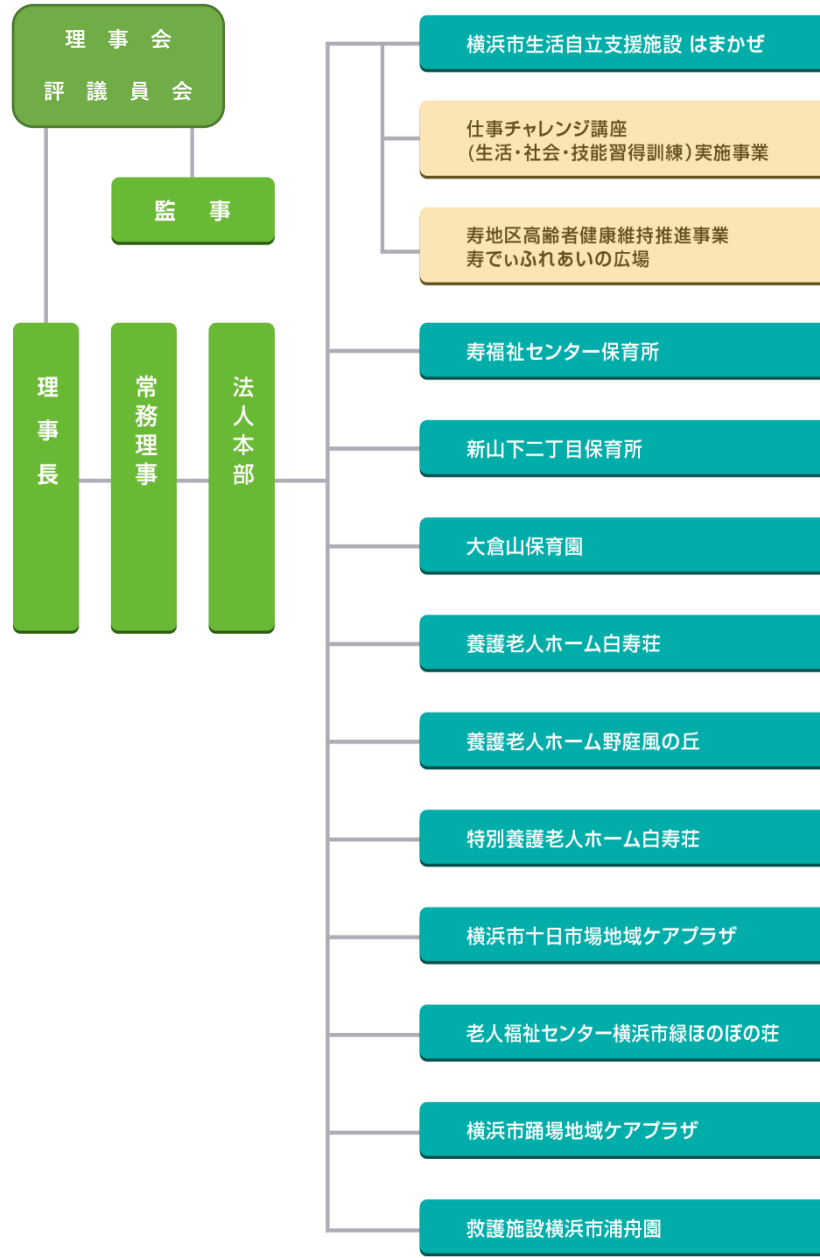 理事会
評議員会
監事
理事長
常務理事
法人本部
横浜市生活自立支援施設 はまかぜ
仕事チャレンジ講座
(生活・社会・技能習得訓練)実施事業
寿地区高齢者健康維持推進事業
寿でぃふれあいの広場
寿福祉センター保育所
新山下二丁目保育所
大倉山保育園
養護老人ホーム白寿荘
養護老人ホーム野庭風の丘
特別養護老人ホーム白寿荘
横浜市十日市場地域ケアプラザ
老人福祉センター横浜市緑ほのぼの荘
横浜市踊場地域ケアプラザ
救護施設横浜市浦舟園